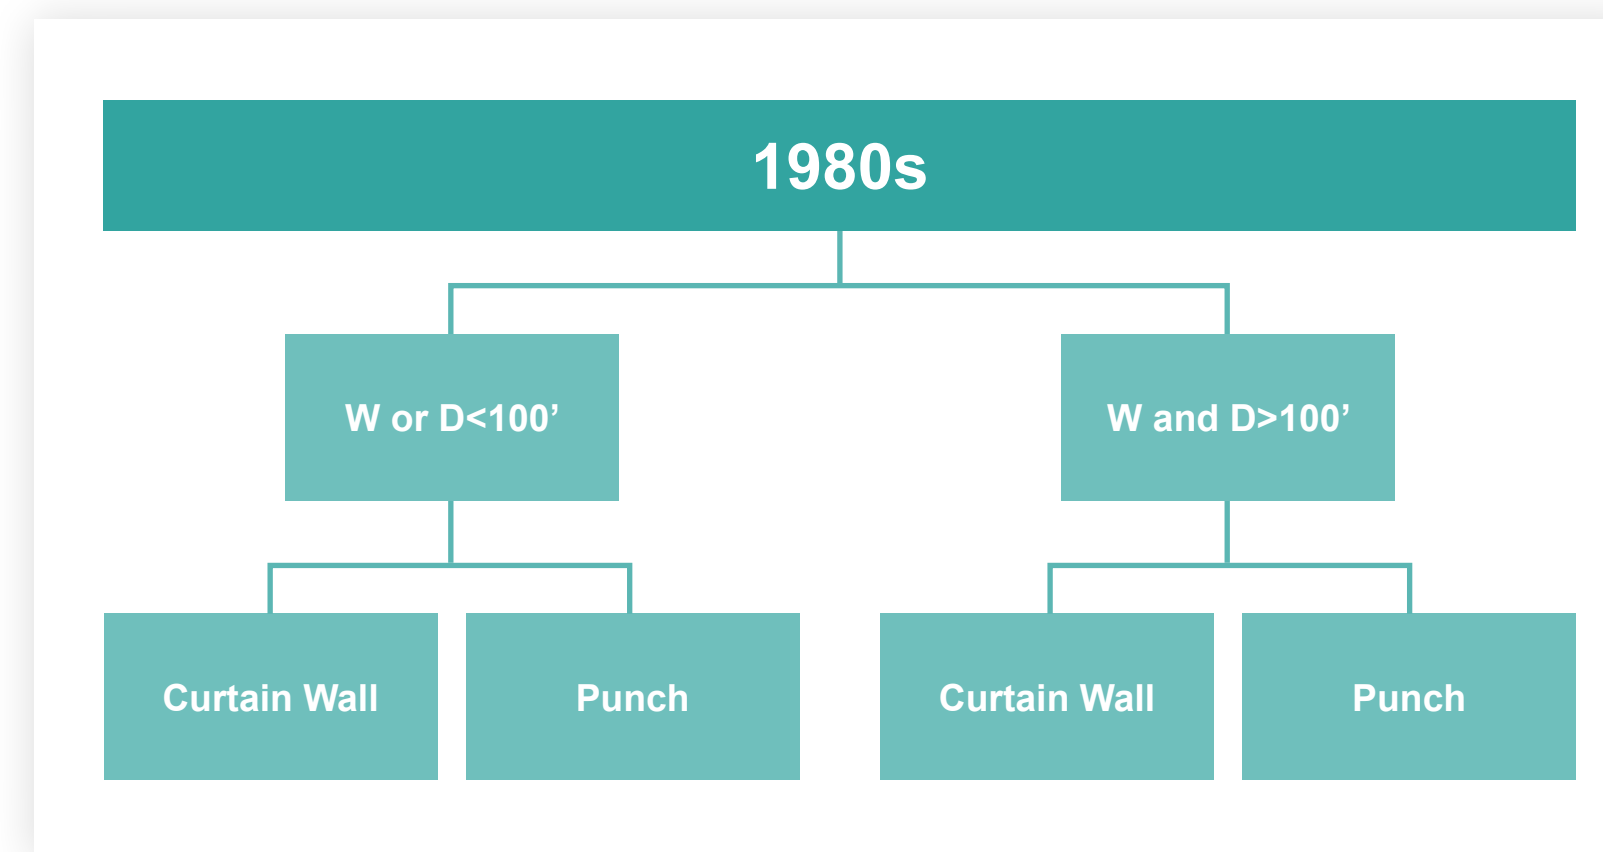 1980s
W or D<100’
W and D>100’
Curtain Wall
Punch
Curtain Wall
Punch